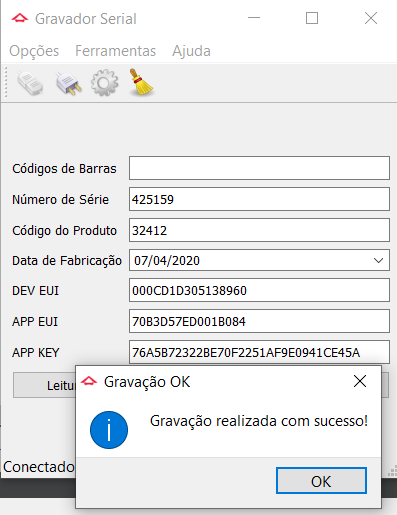 Gravador Serial
Opções Ferramentas Ajuda
Códigos de Barras
Número de Série 425159
Código do Produto 32412
Data de Fabricação 07/04/2020
DEV EUI 000CD1D305138960
APP EUI 70B3D57ED001B084
APP KEY 76A5B72322BE70F2251AF9E0941CE45A
Leitur
Gravação OK
Gravação realizada com sucesso!
OK
Conectado